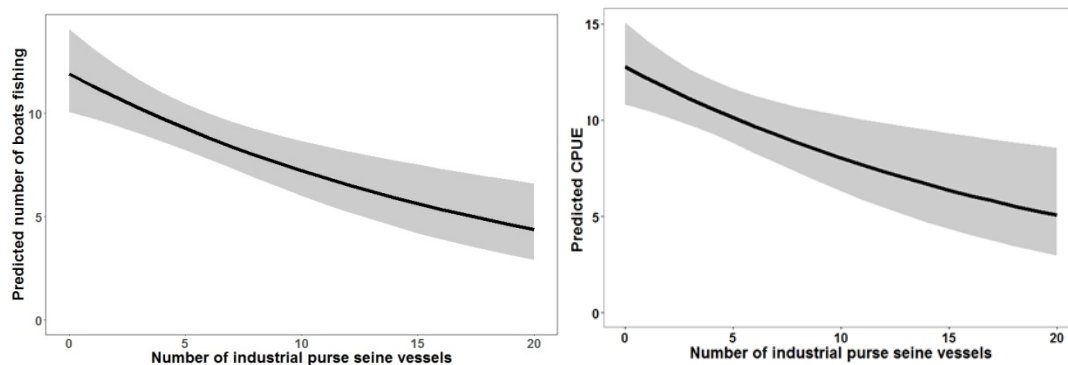 Predicted number of boats fishing
10
5
0
0 5 10 15 20
Number of industrial purse seine vessels
Predicted CPUE
15
10
5
0
0 5 10 15 20
Number of industrial purse seine vessels